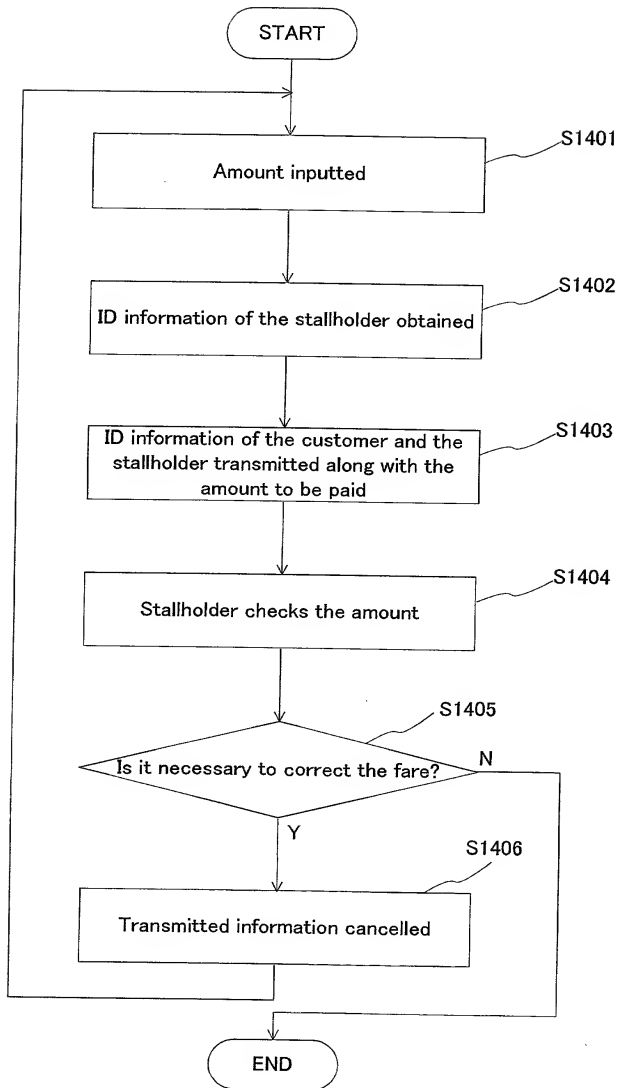 START
S1401
Amount inputted
S1402
ID information of the stallholder obtained
S1403
ID information of the customer and the
stallholder transmitted along with the
amount to be paid
S1404
Stallholder checks the amount
S1405
Is it necessary to correct the fare?
N
Y
S1406
Transmitted information cancelled
END